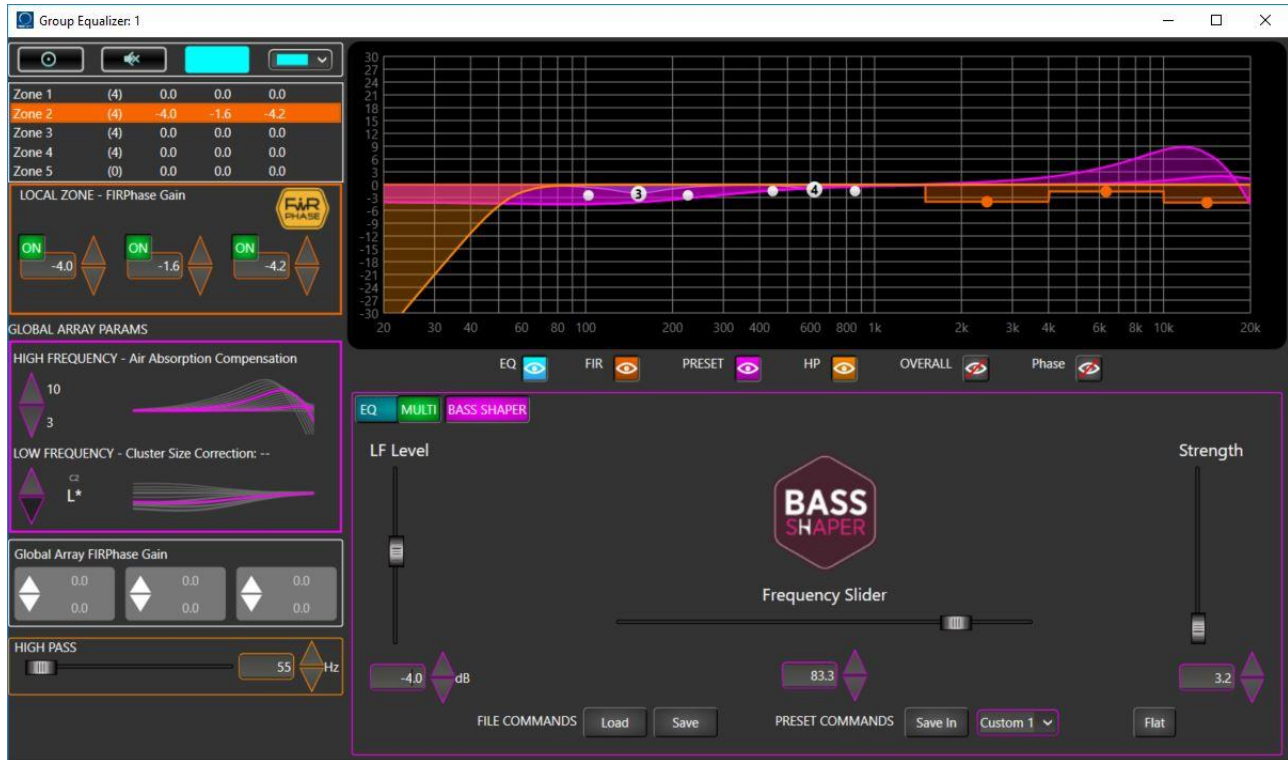 Group Equalizer: 1
Zone 1 (4) 0.0 0.0 0.0
Zone 2 (4) -4.0 -1.6 -4.2
Zone 3 (4) 0.0 0.0 0.0
Zone 4 (4) 0.0 0.0 0.0
Zone 5 (0) 0.0 0.0 0.0
LOCAL ZONE - FIRPhase Gain
FiR
PHASE
ON ON ON
-4.0 -1.6 -4.2
GLOBAL ARRAY PARAMS
HIGH FREQUENCY - Air Absorption Compensation
10
3
LOW FREQUENCY - Cluster Size Correction: --
C2
L*
Global Array FIRPhase Gain
0.0 0.0 0.0
0.0 0.0 0.0
HIGH PASS
55 Hz
30
27
24
21
18
15
12
9
6
3
0
-3
-6
-9
-12
-15
-18
-21
-24
-27
-30
3 4
20 30 40 60 80 100 200 300 400 600 800 1k 2k 3k 4k 6k 8k 10k 20k
EQ FIR PRESET HP OVERALL Phase
EQ MULTI BASS SHAPER
LF Level Strength
BASS
SHAPER
Frequency Slider
-4.0 dB 83.3 3.2
FILE COMMANDS Load Save PRESET COMMANDS Save In Custom 1 Flat